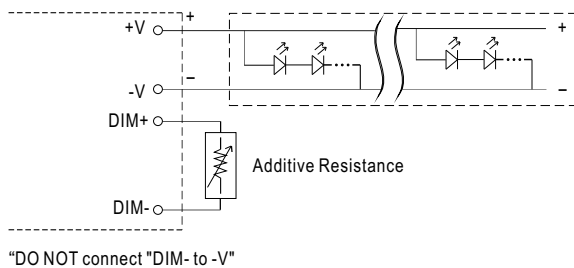 +
+V
+
–
-V
–
DIM+
Additive Resistance
DIM-
“DO NOT connect "DIM- to -V"